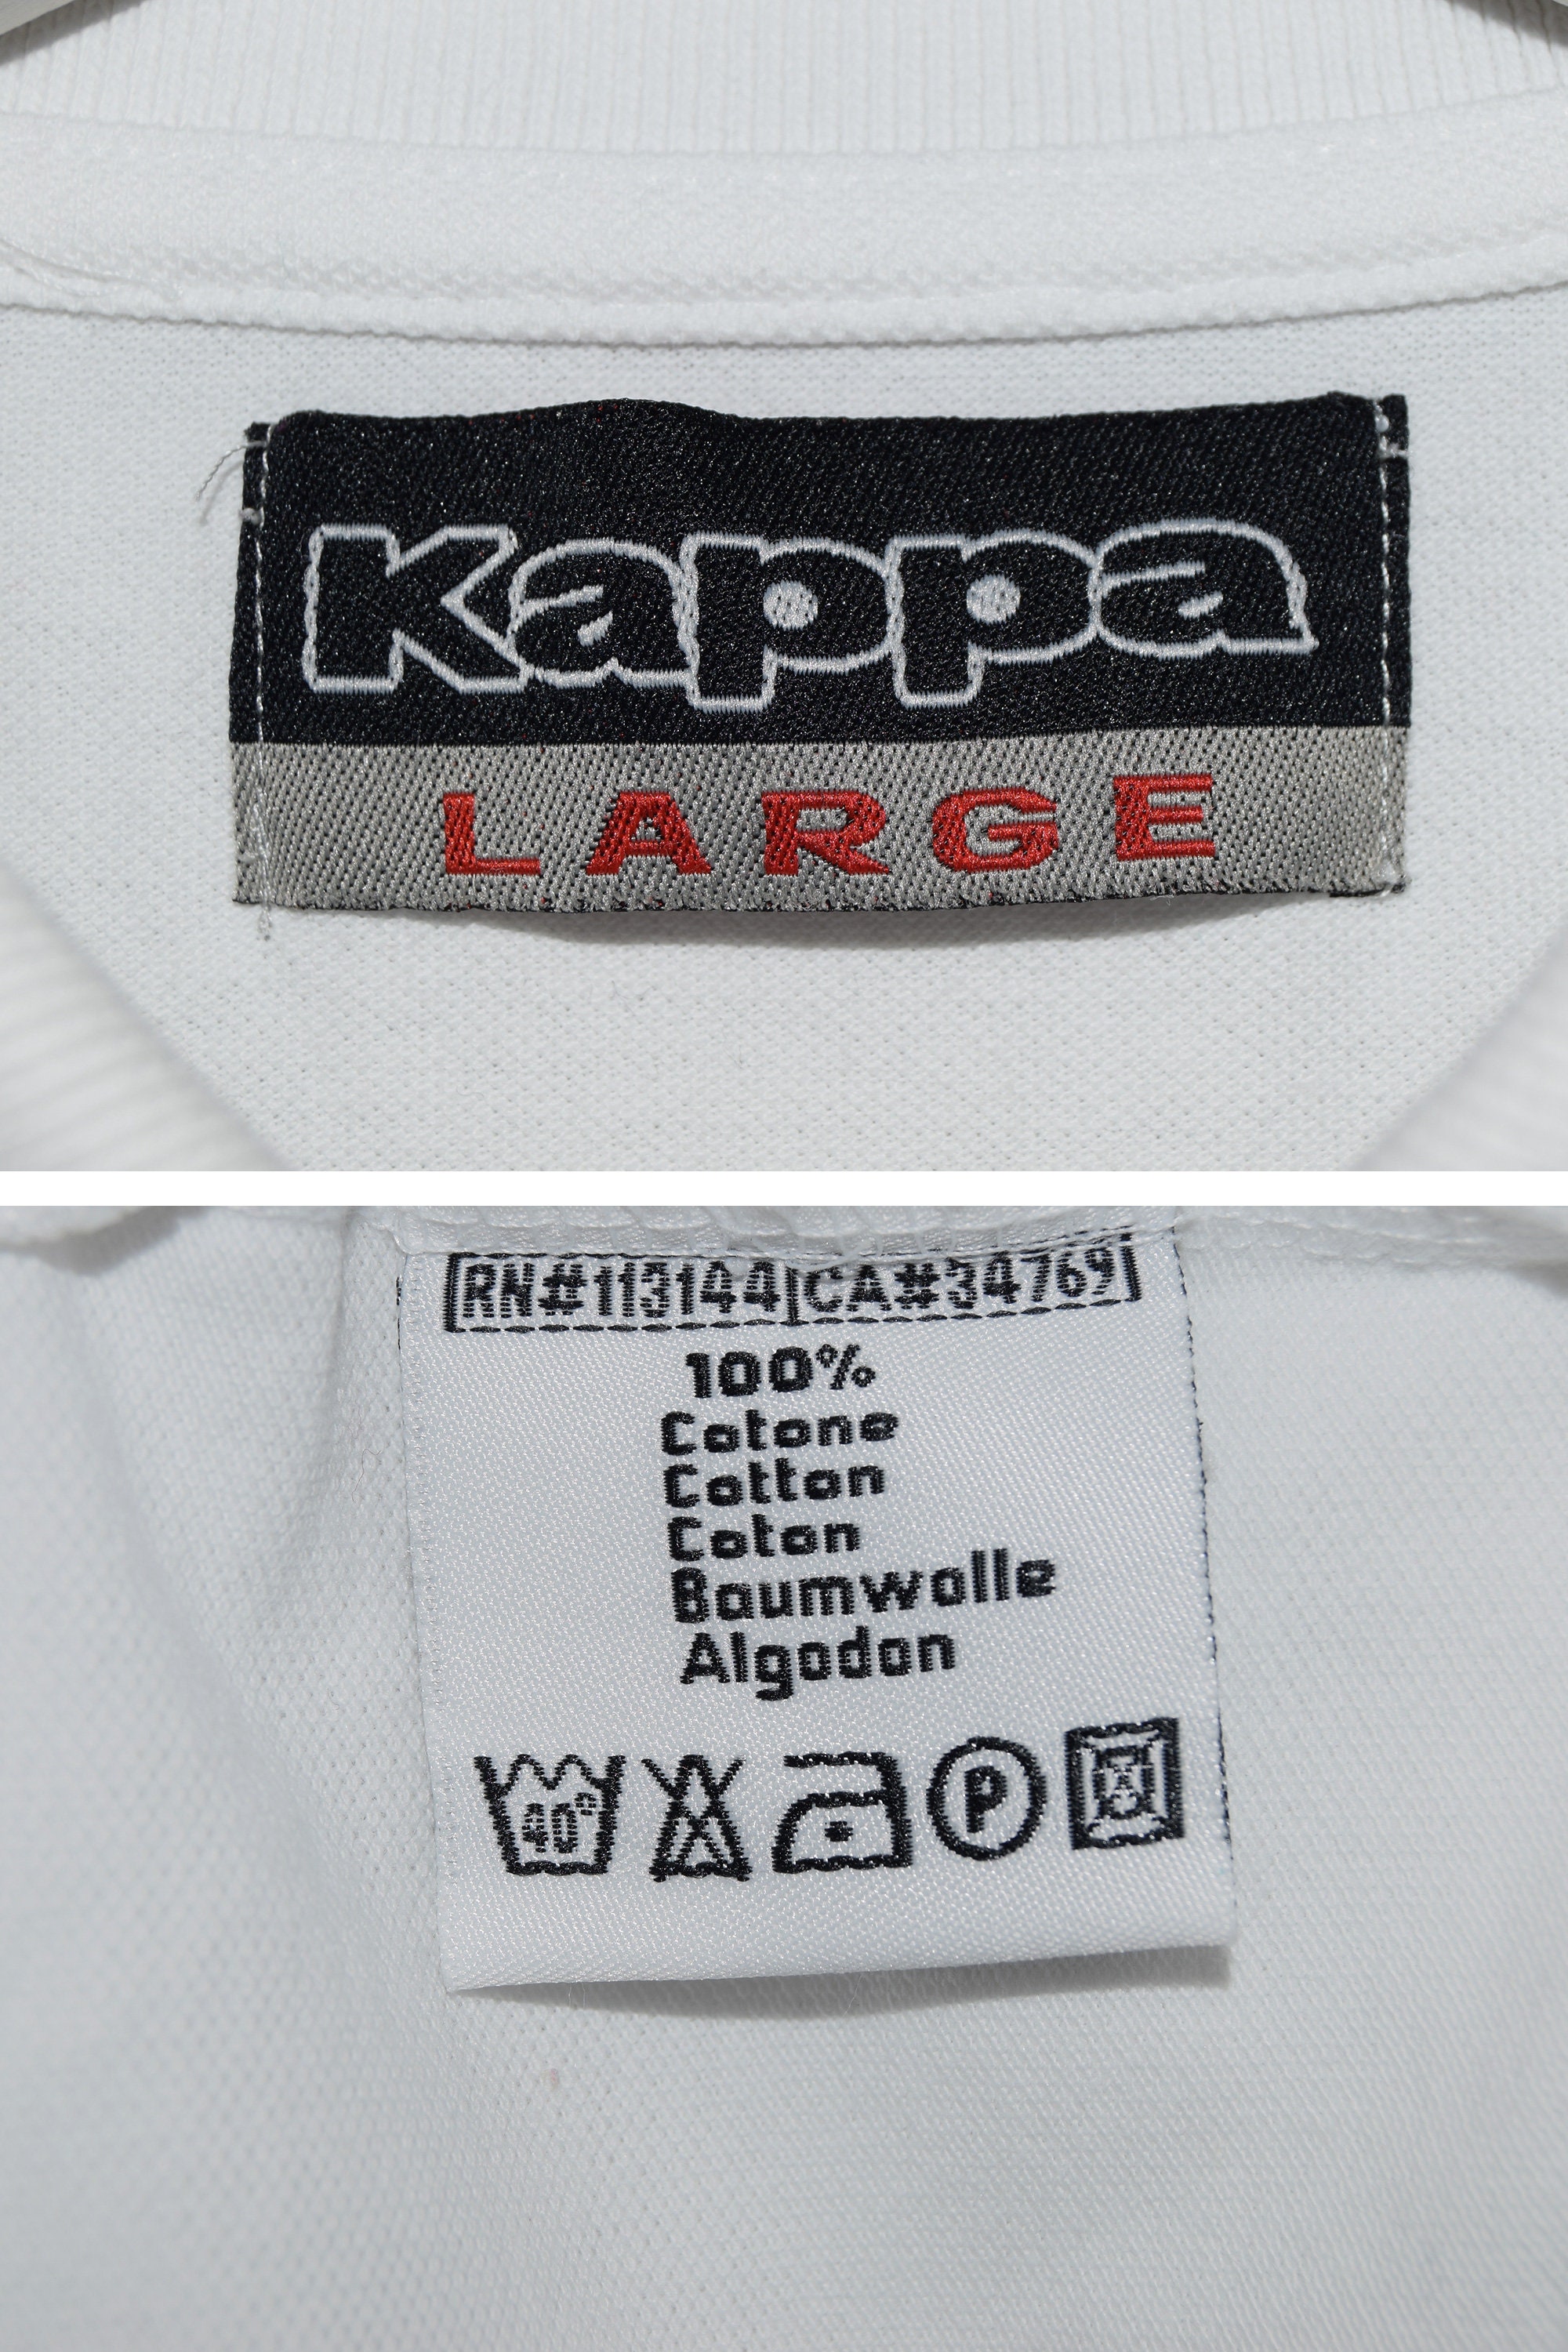 Kappa
LARGE
RN#113144 CA#34769
100%
Cotone
Cotton
Coton
Baumwolle
Algodon
40°
P